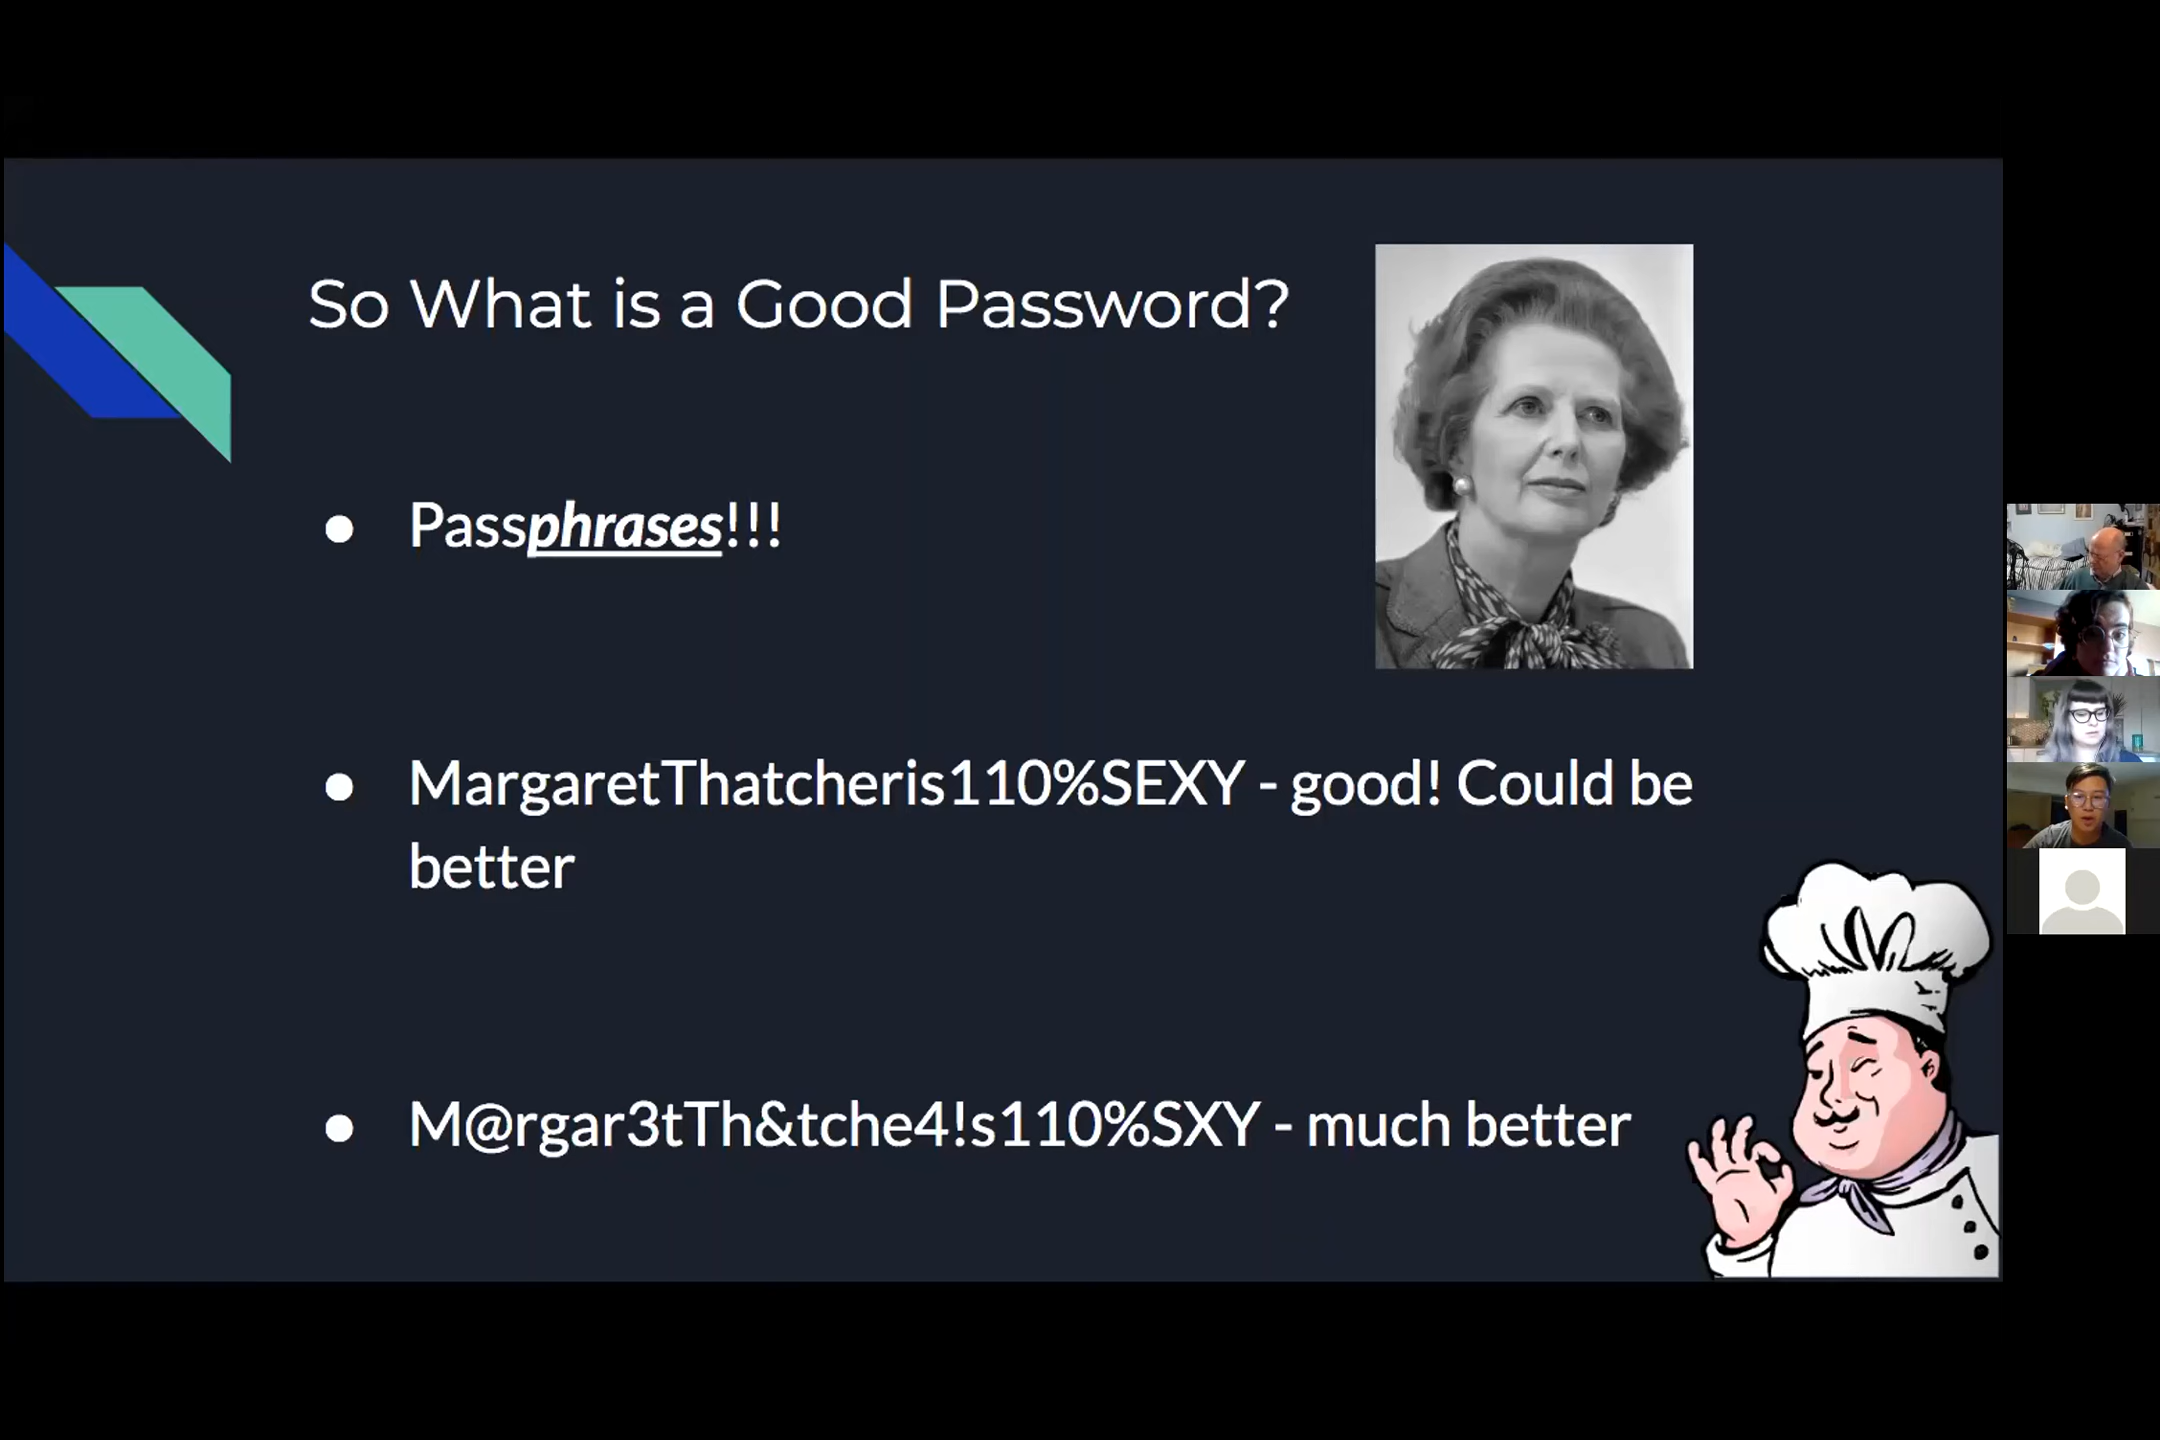 So What is a Good Password?
● Passphrases!!!
● MargaretThatcheris110%SEXY - good! Could be
better
● M@rgar3tTh&tche4!s110%SXY - much better